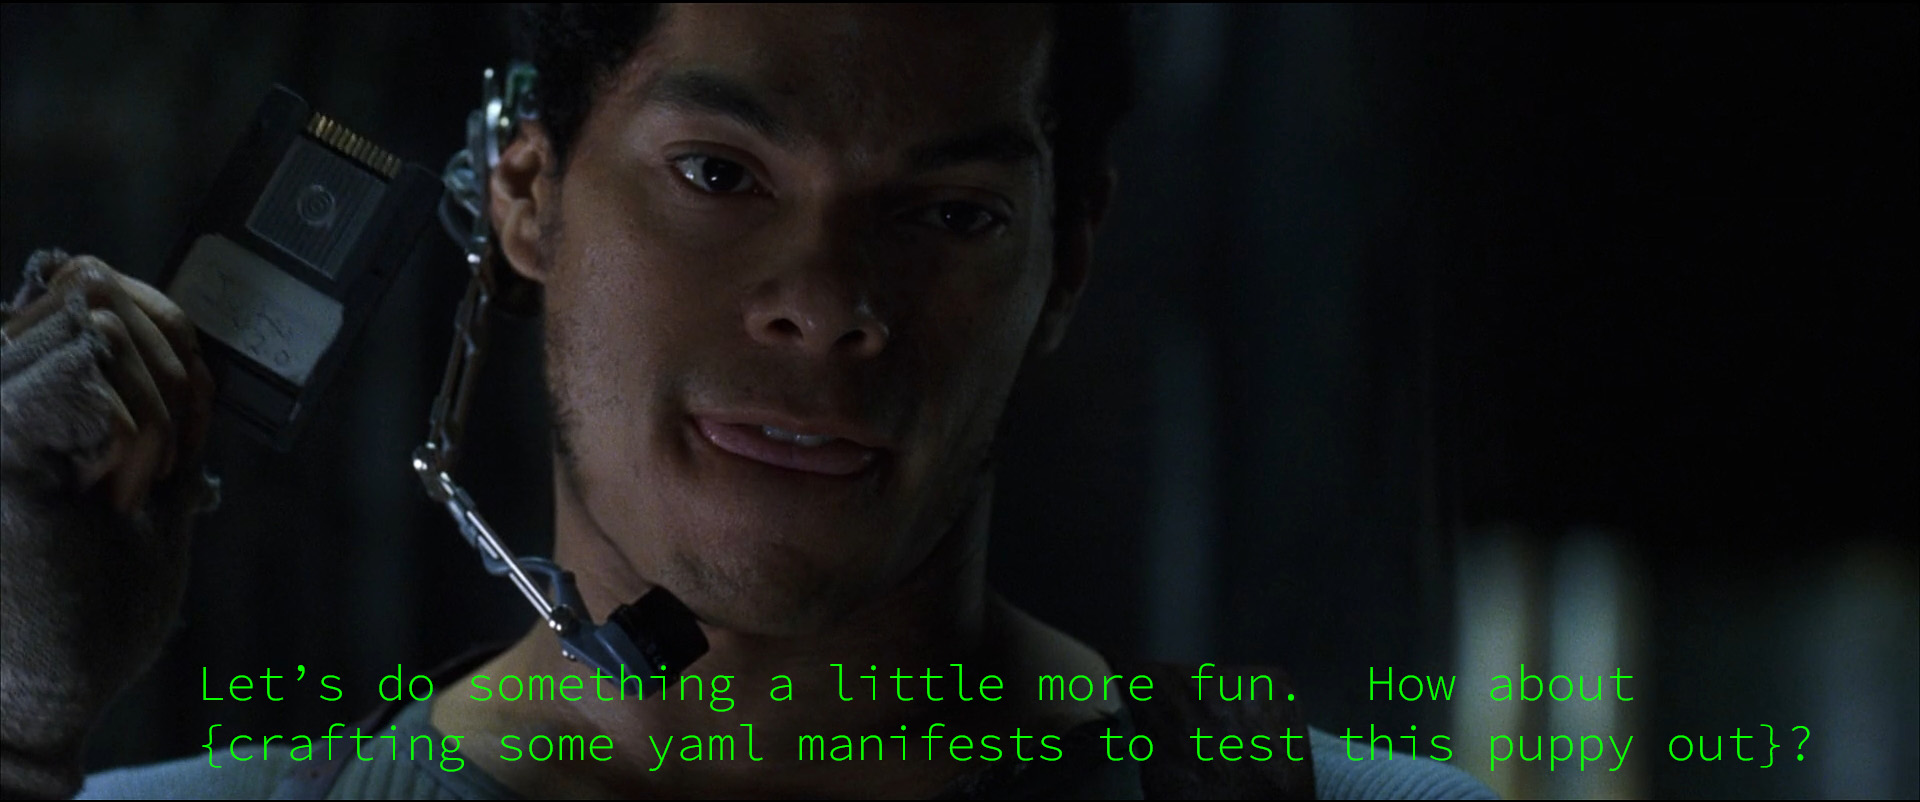 Let’s do something a little more fun.  How about
{crafting some yaml manifests to test this puppy out}?